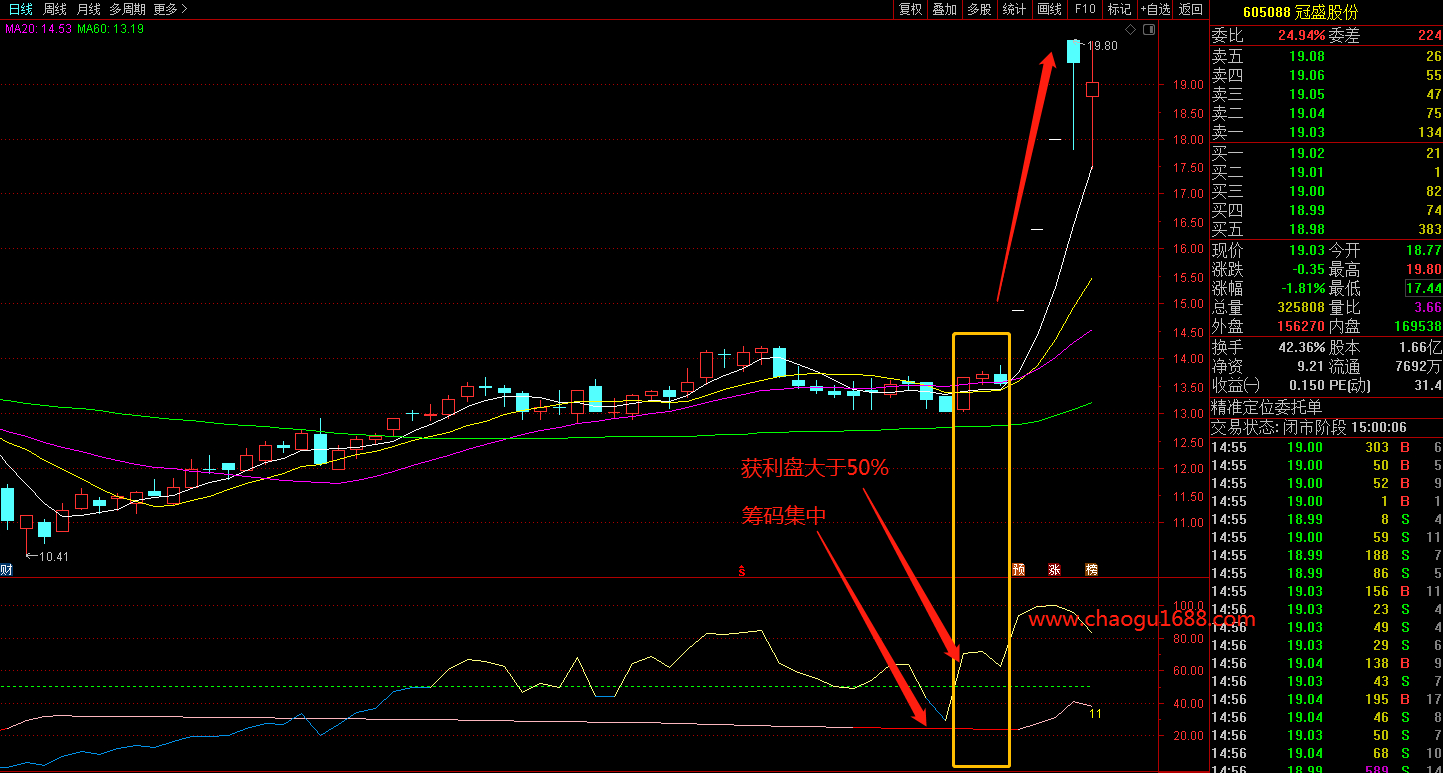 日线 周线 月线 多周期 更多
复权 叠加 多股 统计 画线 F10 标记 +自选 返回
MA20: 14.53 MA60: 13.19
19.80
19.00
18.50
18.00
17.50
17.00
16.50
16.00
15.50
15.00
14.50
14.00
13.50
13.00
12.50
12.00
11.50
11.00
获利盘大于50%
筹码集中
10.41
财
ŝ
预 涨 榜
100.0
80.00
60.00
40.00
20.00
11
www.chaogu1688.com
605088 冠盛股份
委比 24.94% 委差 224
卖五 19.08 26
卖四 19.06 55
卖三 19.05 47
卖二 19.04 75
卖一 19.03 134
买一 19.02 21
买二 19.01 1
买三 19.00 82
买四 18.99 74
买五 18.98 383
现价 19.03 今开 18.77
涨跌 -0.35 最高 19.80
涨幅 -1.81% 最低 17.44
总量 325808 量比 3.66
外盘 156270 内盘 169538
换手 42.36% 股本 1.66亿
净资 9.21 流通 7692万
收益(一) 0.150 PE(动) 31.4
精准定位委托单
交易状态: 闭市阶段 15:00:06
14:55 19.00 303 B 6
14:55 19.00 50 B 5
14:55 19.00 52 B 9
14:55 19.00 1 B 1
14:55 18.99 8 S 4
14:55 19.00 59 S 11
14:55 18.99 188 S 7
14:55 18.99 86 S 5
14:55 19.03 156 B 11
14:56 19.03 23 S 4
14:56 19.03 49 S 4
14:56 19.03 29 S 6
14:56 19.04 138 B 9
14:56 19.03 43 S 7
14:56 19.04 195 B 17
14:56 19.04 46 S 8
14:56 19.03 50 S 7
14:56 19.04 68 S 10
14:56 18.99 589 S 14